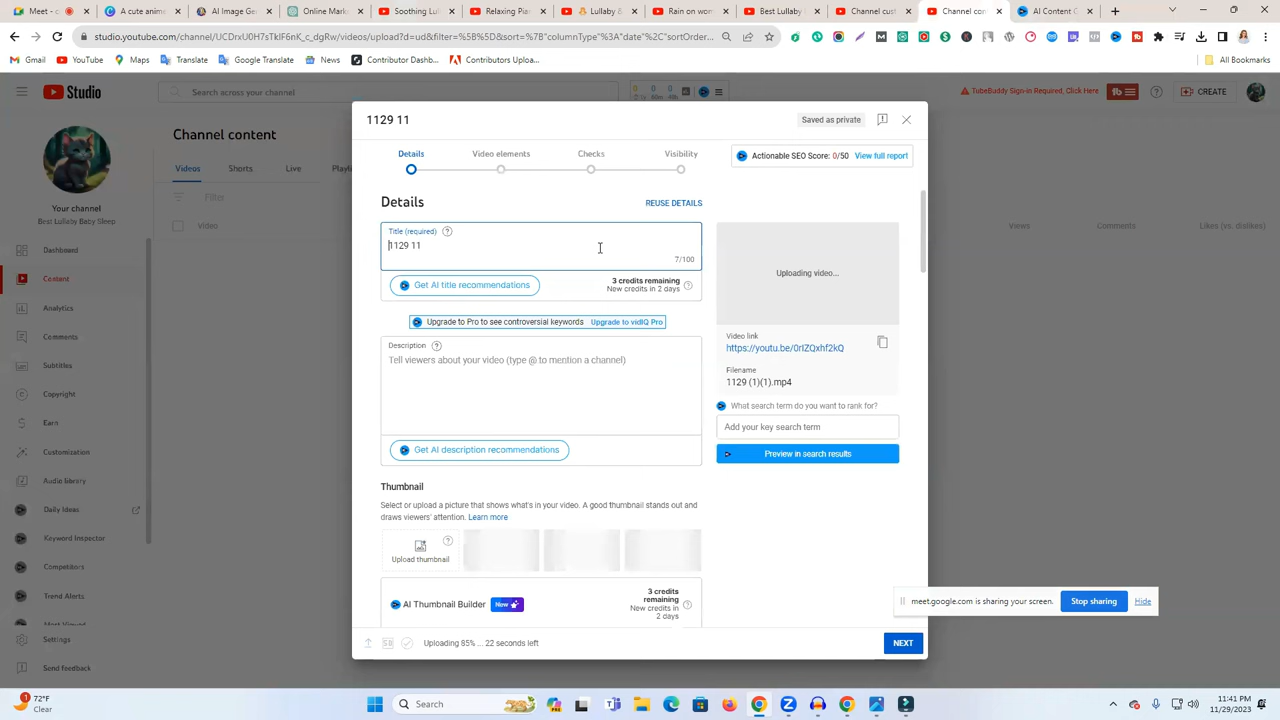 Meet -
A cute anime
AI Image Gen
Online Mark
Soothing Lul
Lullaby &
Rain on wo
Best Lul
Chann
AI Content
studio.youtube.com/channel/UCDrxU0H7sTkIF6nK_c_dgRw/videos/upload?d=ud&filter=%5B%5D&sort=%7B"columnType"%3A"date"%2C"sortOrder...
Gmail
YouTube
Maps
Translate
Google Translate
News
Contributor Dashb...
Contributors Uploa...
All Bookmarks
Studio
Search across your channel
TubeBuddy Sign-in Required, Click Here
CREATE
Channel content
Videos
Shorts
Live
Playli
Filter
Video
Views
Comments
Likes (vs. dislikes)
Your channel
Best Lullaby Baby Sleep
Dashboard
Content
Analytics
Comments
Subtitles
Copyright
Earn
Customization
Audio library
Daily Ideas
Keyword Inspector
Competitors
Trend Alerts
Most Viewed
Settings
Send feedback
1129 11
Saved as private
Details
Video elements
Checks
Visibility
Actionable SEO Score: 0/50 View full report
Details
REUSE DETAILS
Title (required)
1129 11
7/100
Get AI title recommendations
3 credits remaining
New credits in 2 days
Upgrade to Pro to see controversial keywords Upgrade to vidIQ Pro
Description
Tell viewers about your video (type @ to mention a channel)
Get AI description recommendations
Thumbnail
Select or upload a picture that shows what's in your video. A good thumbnail stands out and
draws viewers' attention. Learn more
Upload thumbnail
AI Thumbnail Builder New
3 credits
remaining
New credits in
2 days
Uploading video...
Video link
https://youtu.be/0rIZQxhf2kQ
Filename
1129 (1)(1).mp4
What search term do you want to rank for?
Add your key search term
Preview in search results
meet.google.com is sharing your screen.
Stop sharing
Hide
Uploading 85% ... 22 seconds left
NEXT
72°F
Clear
Search
11:41 PM
11/29/2023